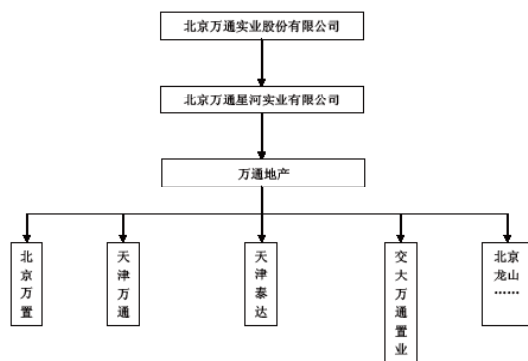 北京万通实业股份有限公司
北京万通星河实业有限公司
万通地产
北京万置
天津万通
天津泰达
交大万通置业
北京
龙山
……